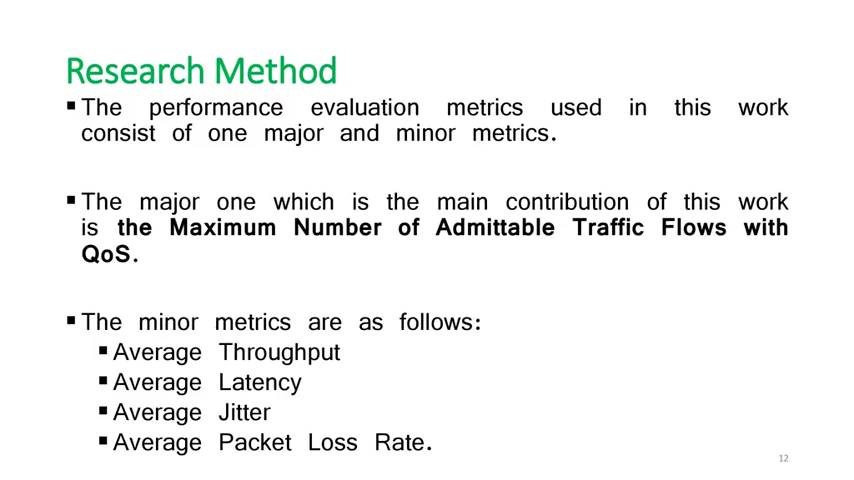 Research Method
▪ The performance evaluation metrics used in this work
consist of one major and minor metrics.
▪ The major one which is the main contribution of this work
is the Maximum Number of Admittable Traffic Flows with
QoS.
▪ The minor metrics are as follows:
▪ Average Throughput
▪ Average Latency
▪ Average Jitter
▪ Average Packet Loss Rate.
12